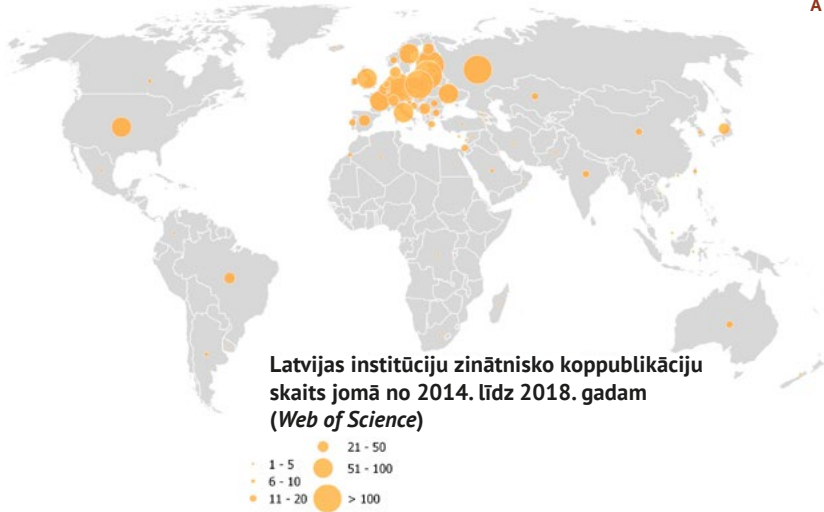 A
Latvijas institūciju zinātnisko koppublikāciju
skaits jomā no 2014. līdz 2018. gadam
(Web of Science)
1 - 5
6 - 10
11 - 20
21 - 50
51 - 100
> 100